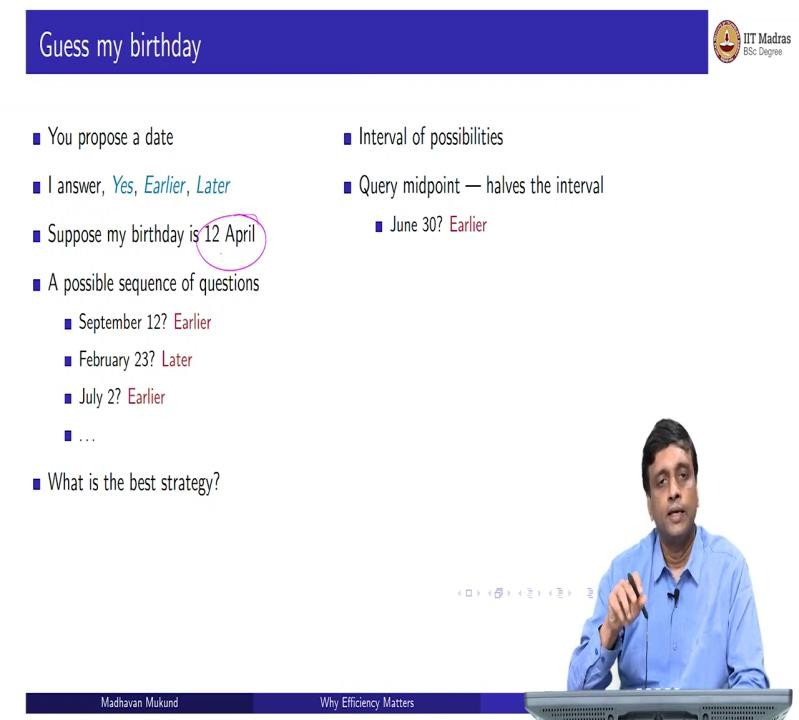 Guess my birthday
IIT Madras
BSc Degree
You propose a date
I answer, Yes, Earlier, Later
Suppose my birthday is 12 April
A possible sequence of questions
September 12? Earlier
February 23? Later
July 2? Earlier
...
What is the best strategy?
Interval of possibilities
Query midpoint — halves the interval
June 30? Earlier
Madhavan Mukund
Why Efficiency Matters